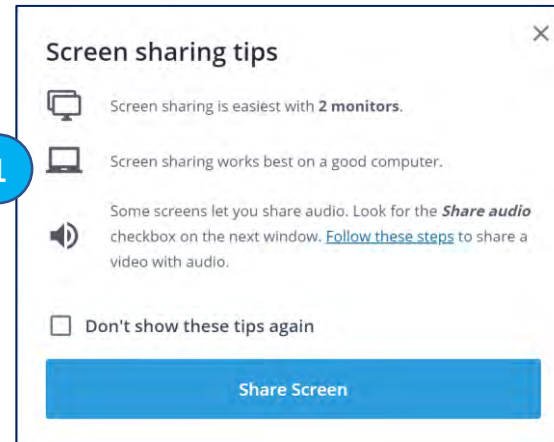 Screen sharing tips
Screen sharing is easiest with 2 monitors.
1
Screen sharing works best on a good computer.
Some screens let you share audio. Look for the Share audio
checkbox on the next window. Follow these steps to share a
video with audio.
Don't show these tips again
Share Screen